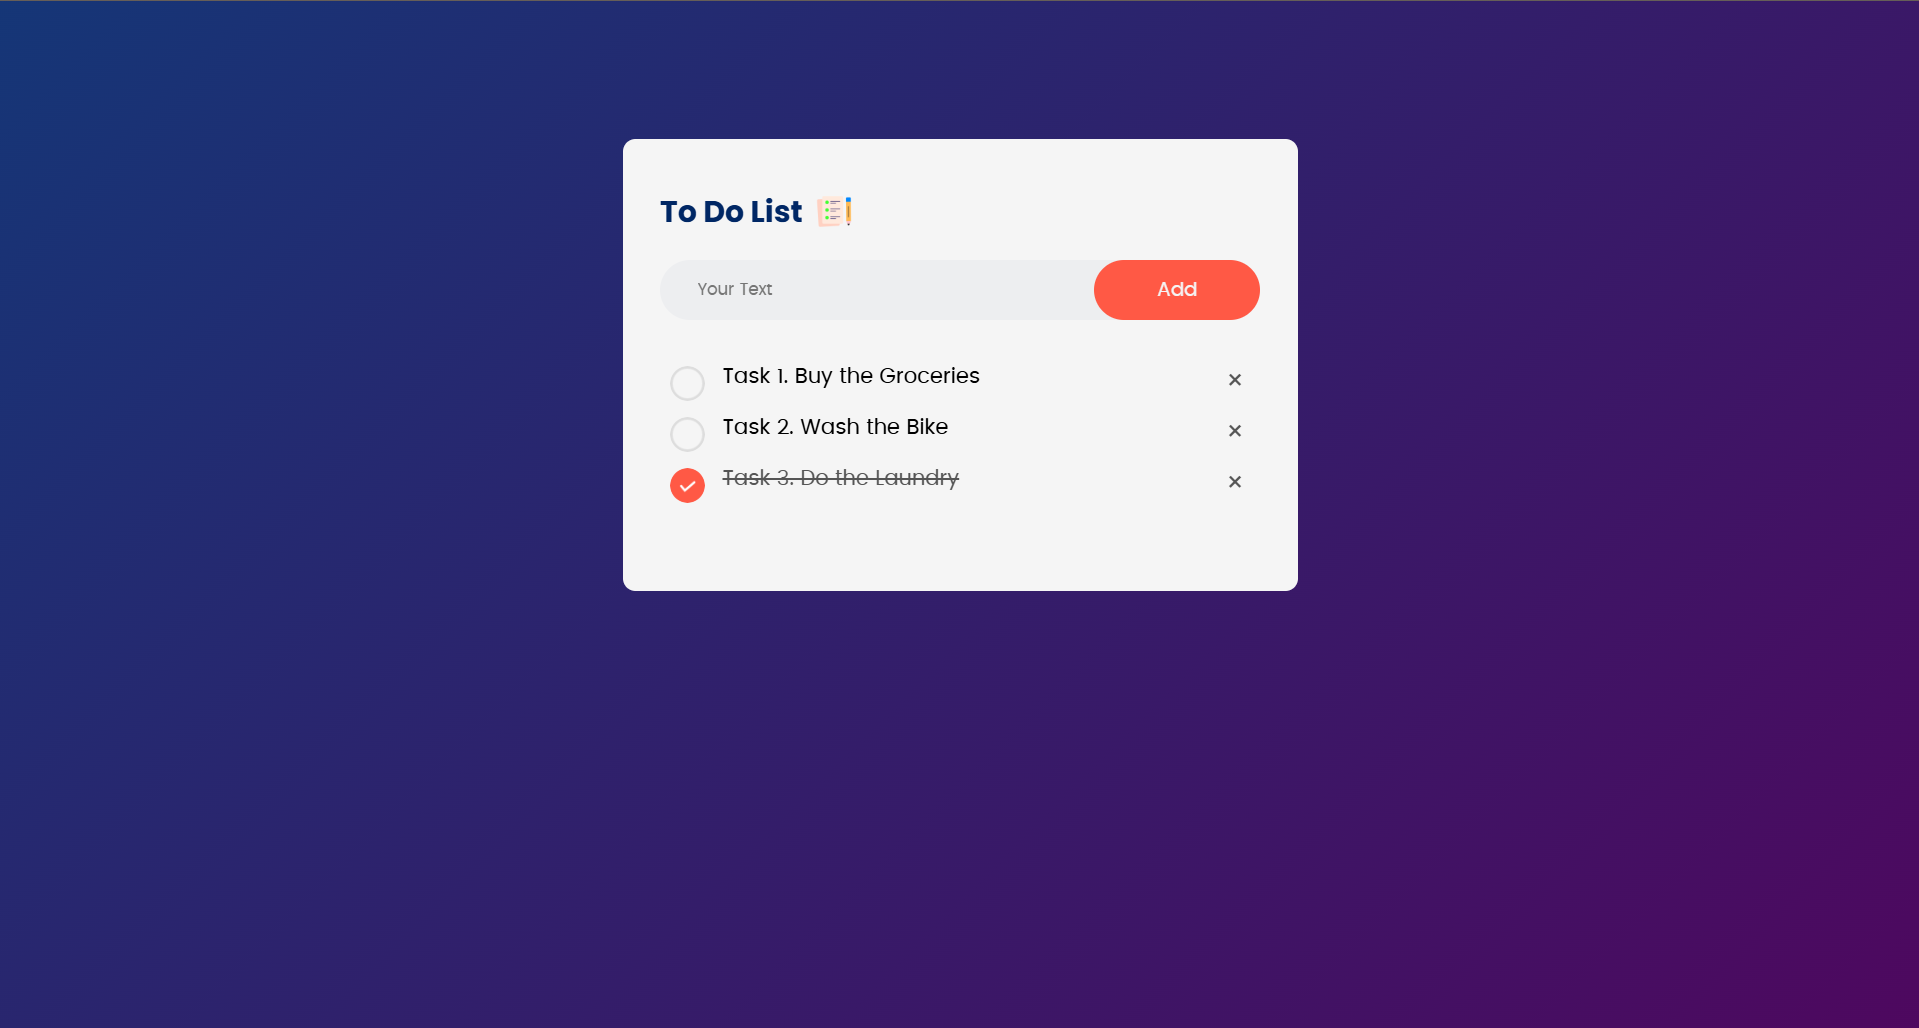 To Do List
Your Text
Add
Task 1. Buy the Groceries
Task 2. Wash the Bike
Task 3. Do the Laundry